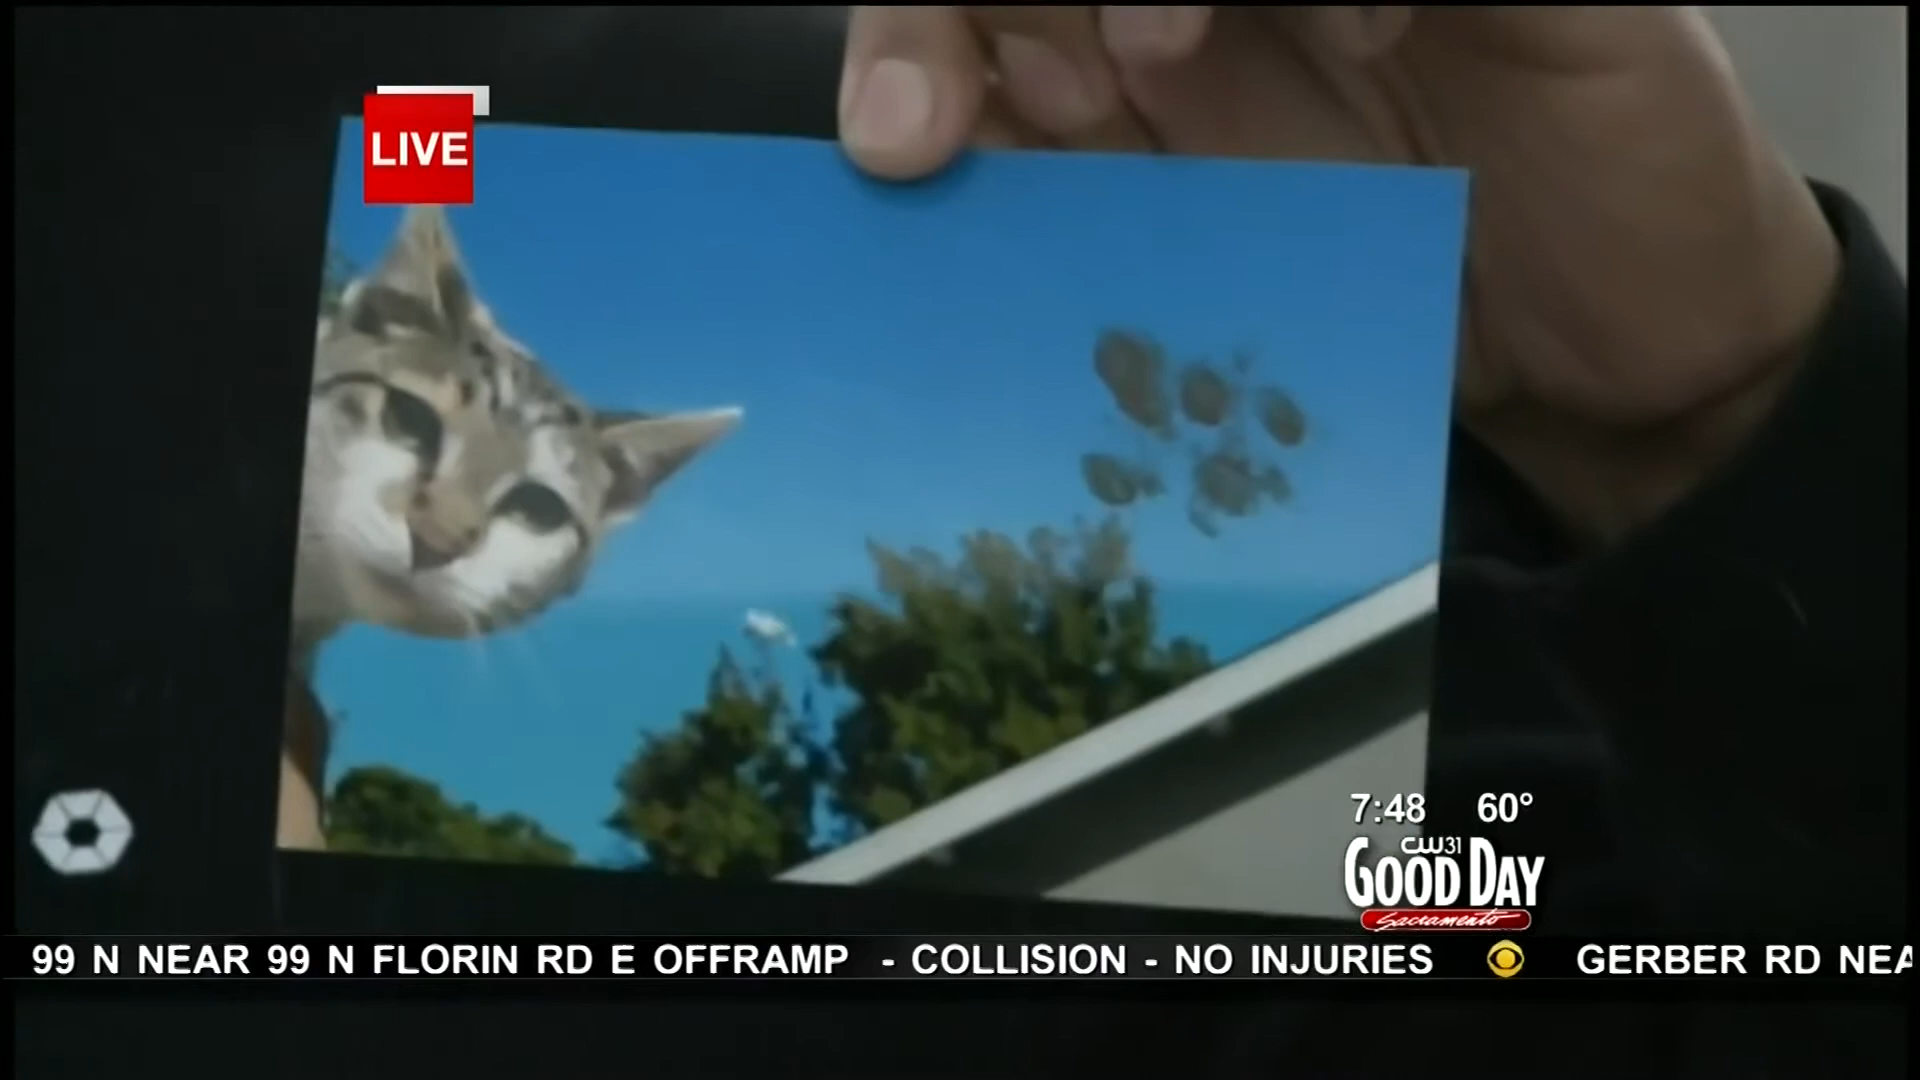 LIVE
7:48 60°
CW31
GOOD DAY
Sacramento
99 N NEAR 99 N FLORIN RD E OFFRAMP - COLLISION - NO INJURIES GERBER RD NEA